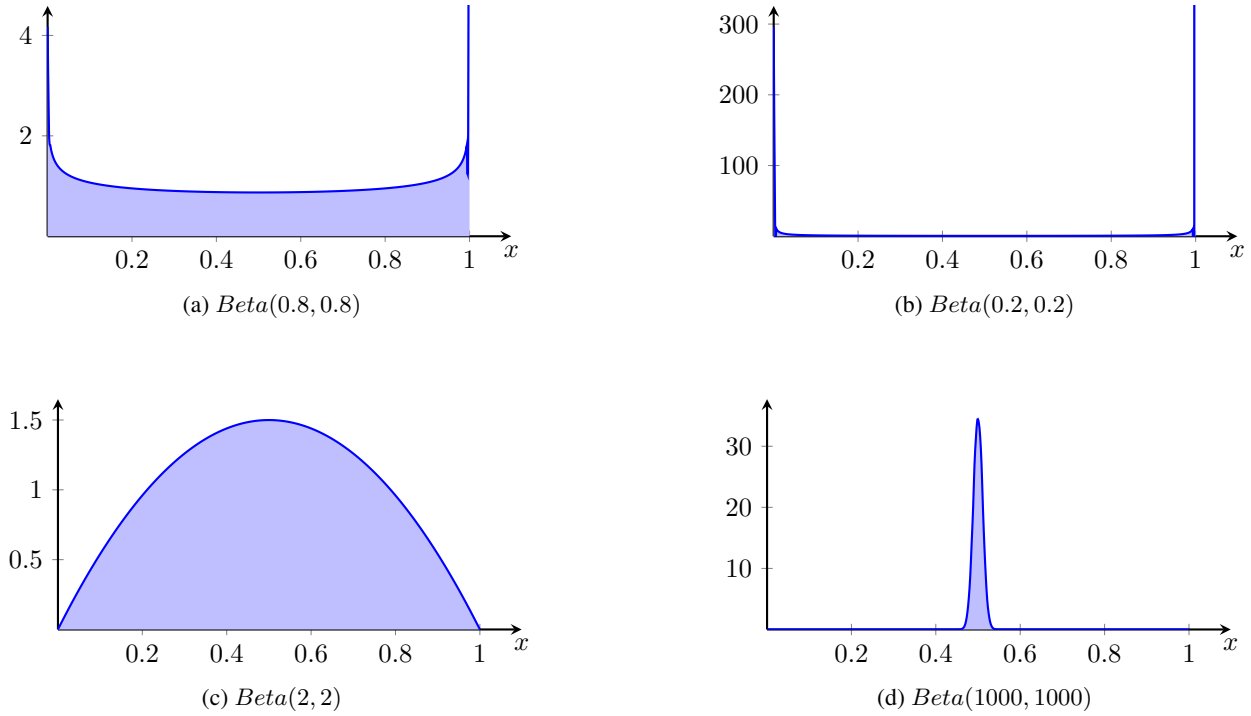 4
2
0.2 0.4 0.6 0.8 1 x
(a) Beta(0.8, 0.8)
300
200
100
0.2 0.4 0.6 0.8 1 x
(b) Beta(0.2, 0.2)
1.5
1
0.5
0.2 0.4 0.6 0.8 1 x
(c) Beta(2, 2)
30
20
10
0.2 0.4 0.6 0.8 1 x
(d) Beta(1000, 1000)